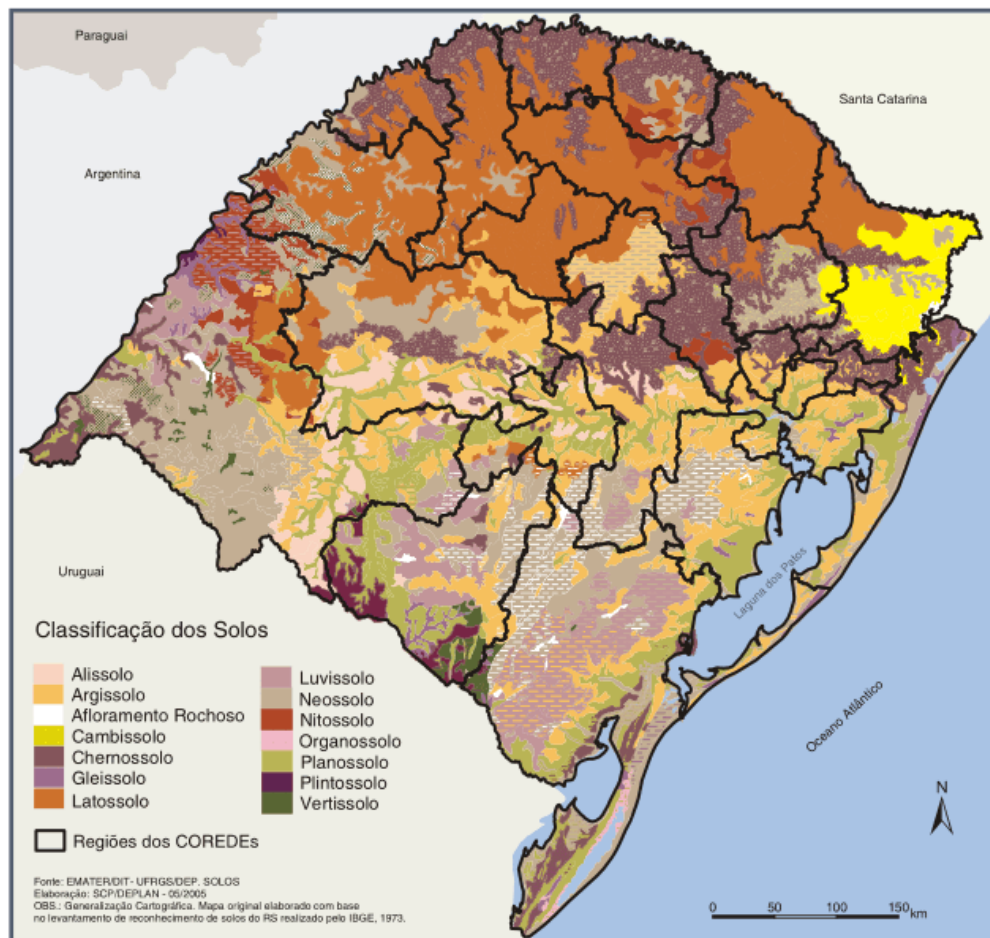 Paraguai
Santa Catarina
Argentina
Uruguai
Laguna dos Patos
Oceano Atlântico
Classificação dos Solos
Alissolo
Argissolo
Afloramento Rochoso
Cambissolo
Chernossolo
Gleissolo
Latossolo
Luvissolo
Neossolo
Nitossolo
Organossolo
Planossolo
Plintossolo
Vertissolo
Regiões dos COREDEs
Fonte: EMATER/DIT- UFRGS/DEP. SOLOS
Elaboração: SCP/DEPLAN - 05/2005
OBS.: Generalização Cartográfica. Mapa original elaborado com base
no levantamento de reconhecimento de solos do RS realizado pelo IBGE, 1973.
N
0 50 100 150 km